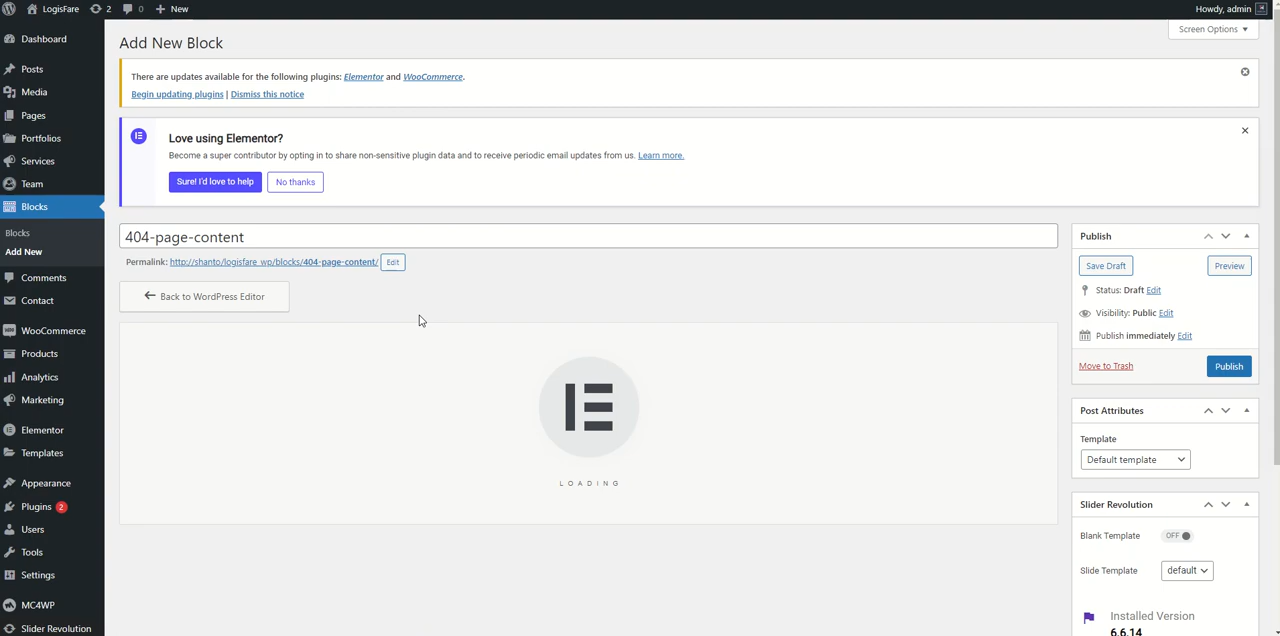 LogisFare 2 0 New Howdy, admin
Dashboard
Posts
Media
Pages
Portfolios
Services
Team
Blocks
Blocks
Add New
Comments
Contact
WooCommerce
Products
Analytics
Marketing
Elementor
Templates
Appearance
Plugins 2
Users
Tools
Settings
MC4WP
Slider Revolution
Screen Options
Add New Block
There are updates available for the following plugins: Elementor and WooCommerce.
Begin updating plugins | Dismiss this notice
Love using Elementor?
Become a super contributor by opting in to share non-sensitive plugin data and to receive periodic email updates from us. Learn more.
Sure! I'd love to help No thanks
404-page-content
Permalink: http://shanto/logisfare_wp/blocks/404-page-content/ Edit
Back to WordPress Editor
LOADING
Publish
Save Draft Preview
Status: Draft Edit
Visibility: Public Edit
Publish immediately Edit
Move to Trash Publish
Post Attributes
Template
Default template
Slider Revolution
Blank Template OFF
Slide Template default
Installed Version
6.6.14